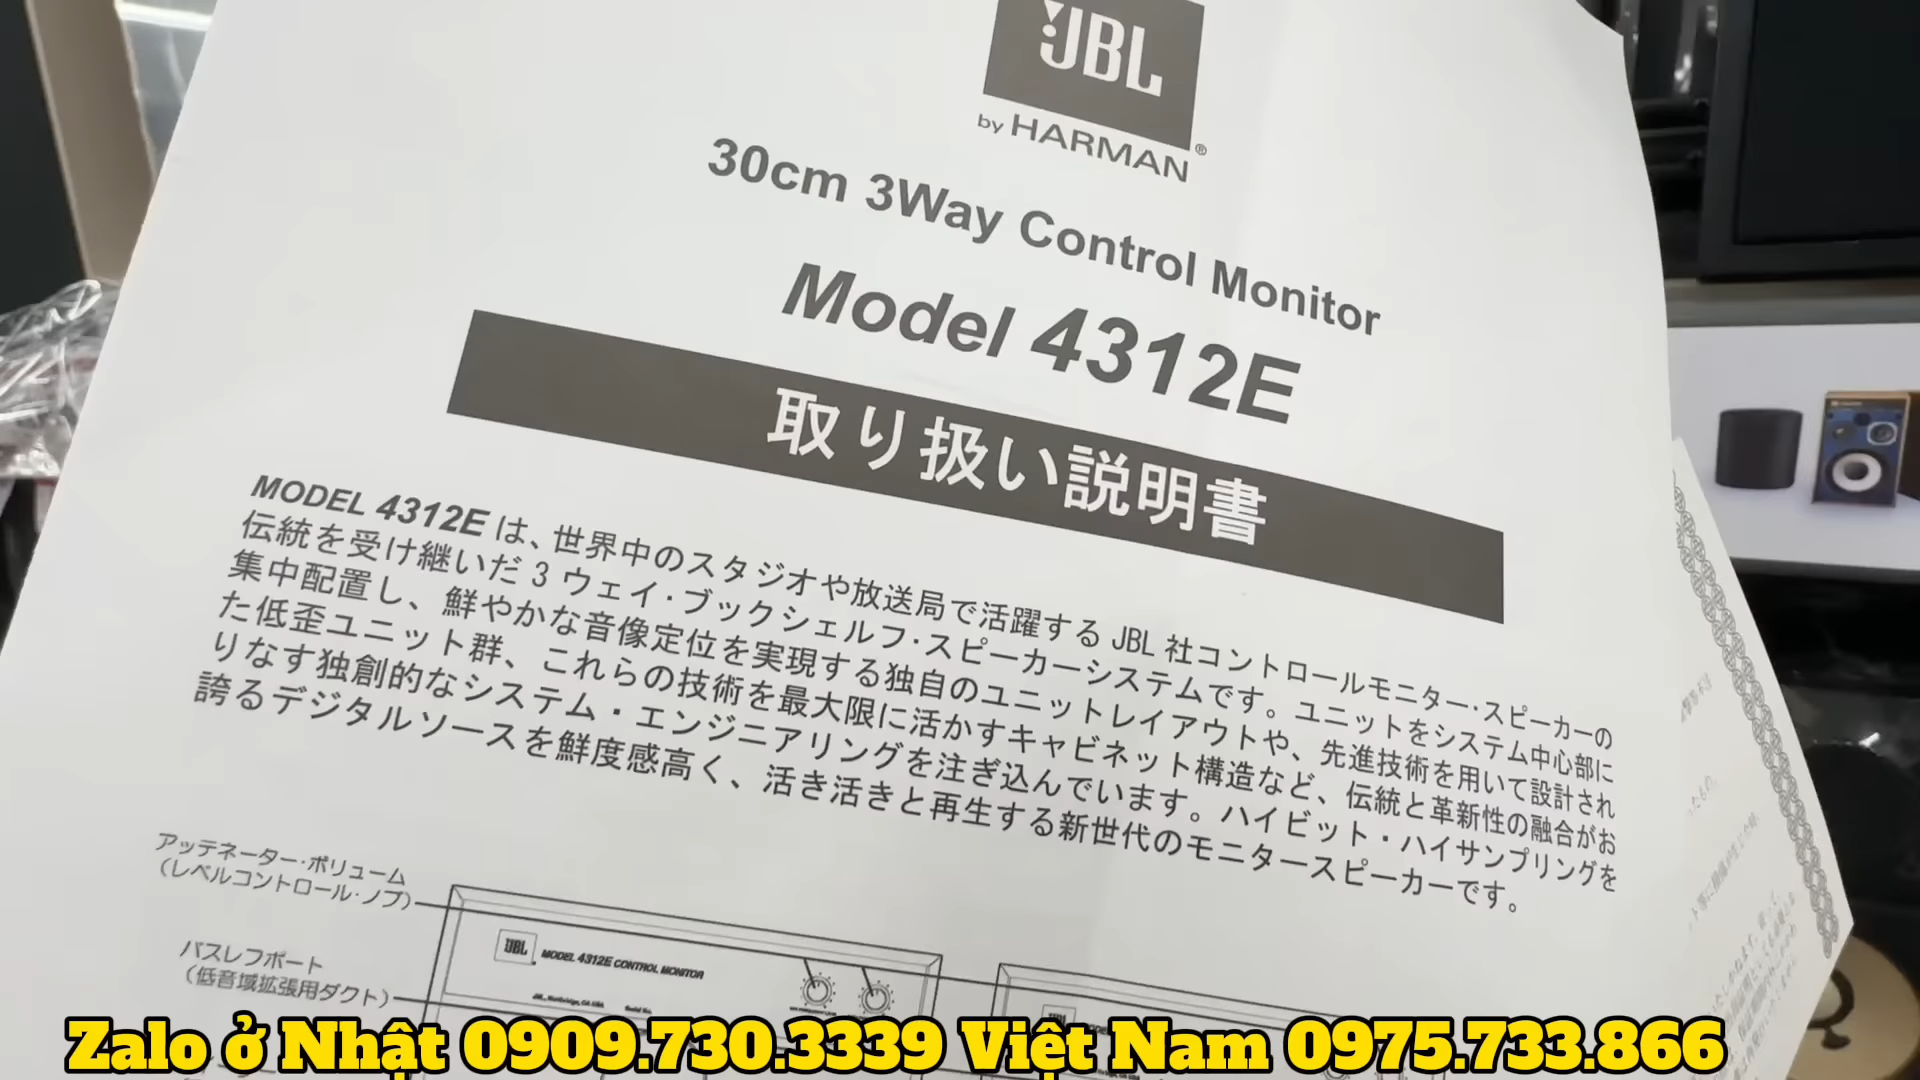 JBL
by HARMAN®
30cm 3Way Control Monitor
Model 4312E
取り扱い説明書
MODEL 4312E は、世界中のスタジオや放送局で活躍する JBL 社コントロールモニター・スピーカーの
伝統を受け継いだ 3 ウェイ・ブックシェルフ・スピーカーシステムです。ユニットをシステム中心部に
集中配置し、鮮やかな音像定位を実現する独自のユニットレイアウトや、先進技術を用いて設計され
た低歪ユニット群、これらの技術を最大限に活かすキャビネット構造など、伝統と革新性の融合がお
りなす独創的なシステム・エンジニアリングを注ぎ込んでいます。ハイビット・ハイサンプリングを
誇るデジタルソースを鮮度感高く、活き活きと再生する新世代のモニタースピーカーです。
アッテネーター・ボリューム
（レベルコントロール・ノブ）
バスレフポート
（低音域拡張用ダクト）
JBL MODEL 4312E CONTROL MONITOR
Zalo ở Nhật 0909.730.3339 Việt Nam 0975.733.866